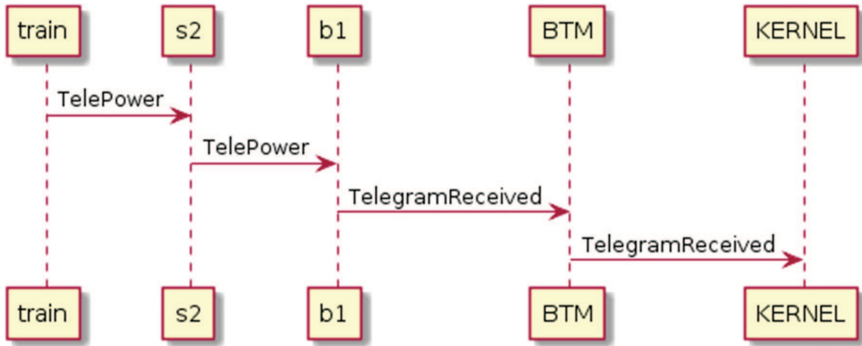 train s2 b1 BTM KERNEL
TelePower
TelePower
TelegramReceived
TelegramReceived
train s2 b1 BTM KERNEL